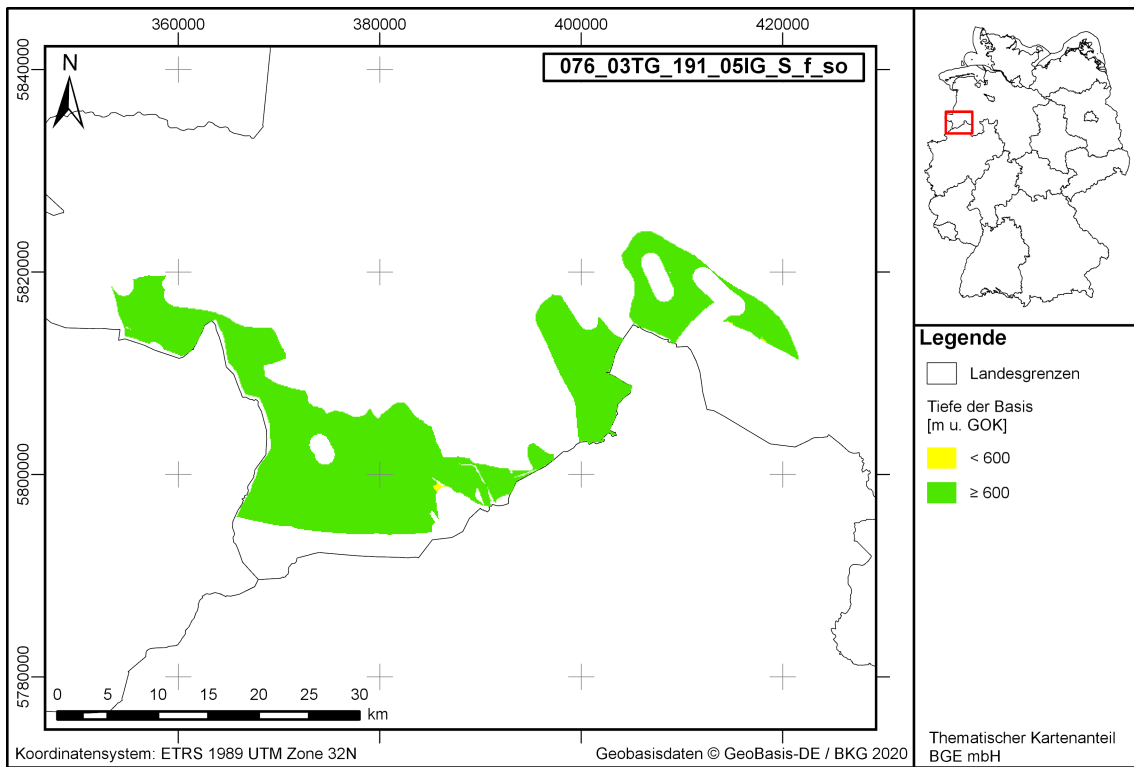 360000
380000
400000
420000
5840000
5820000
5800000
5780000
076_03TG_191_05IG_S_f_so
N
0 5 10 15 20 25 30
km
Koordinatensystem: ETRS 1989 UTM Zone 32N
Geobasisdaten © GeoBasis-DE / BKG 2020
Legende
Landesgrenzen
Tiefe der Basis
[m u. GOK]
< 600
≥ 600
Thematischer Kartenanteil
BGE mbH